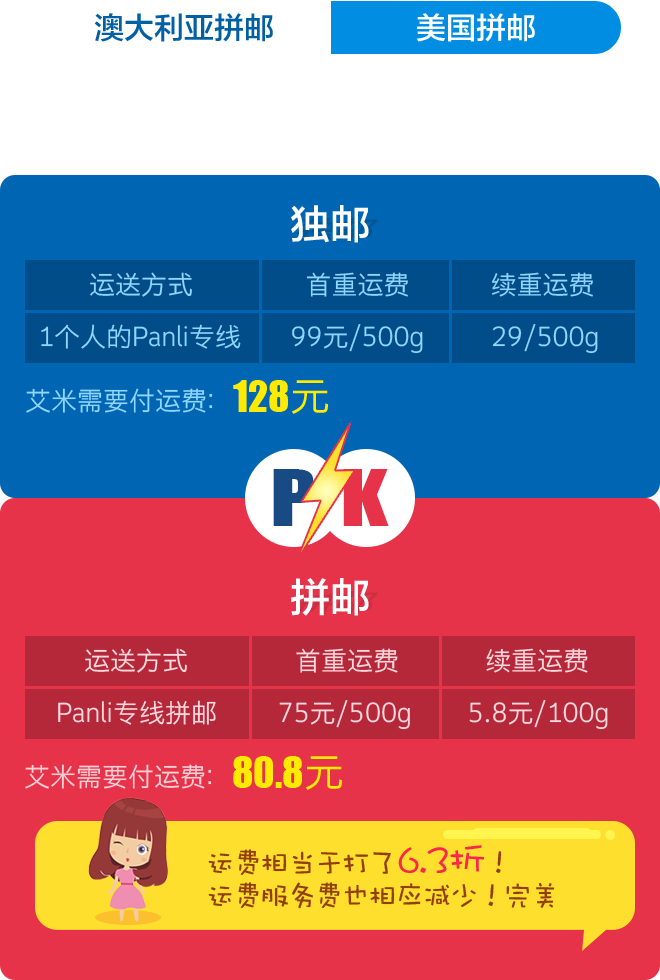 澳大利亚拼邮 美国拼邮
独邮
运送方式 首重运费 续重运费
1个人的Panli专线 99元/500g 29/500g
艾米需要付运费: 128元
PK
拼邮
运送方式 首重运费 续重运费
Panli专线拼邮 75元/500g 5.8元/100g
艾米需要付运费: 80.8元
运费相当于打了6.3折!
运费服务费也相应减少!完美